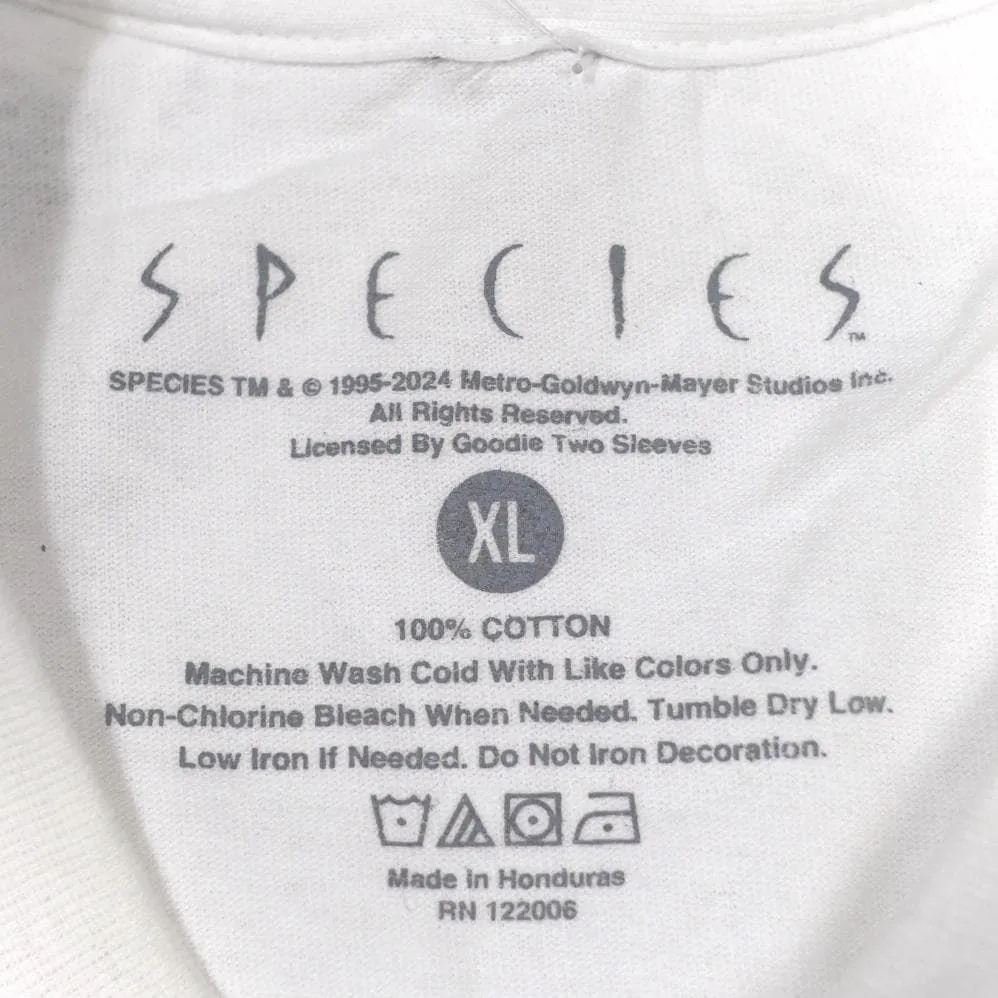 SPECIES™
SPECIES TM & © 1995-2024 Metro-Goldwyn-Mayer Studios Inc.
All Rights Reserved.
Licensed By Goodie Two Sleeves
XL
100% COTTON
Machine Wash Cold With Like Colors Only.
Non-Chlorine Bleach When Needed. Tumble Dry Low.
Low Iron If Needed. Do Not Iron Decoration.
Made in Honduras
RN 122006